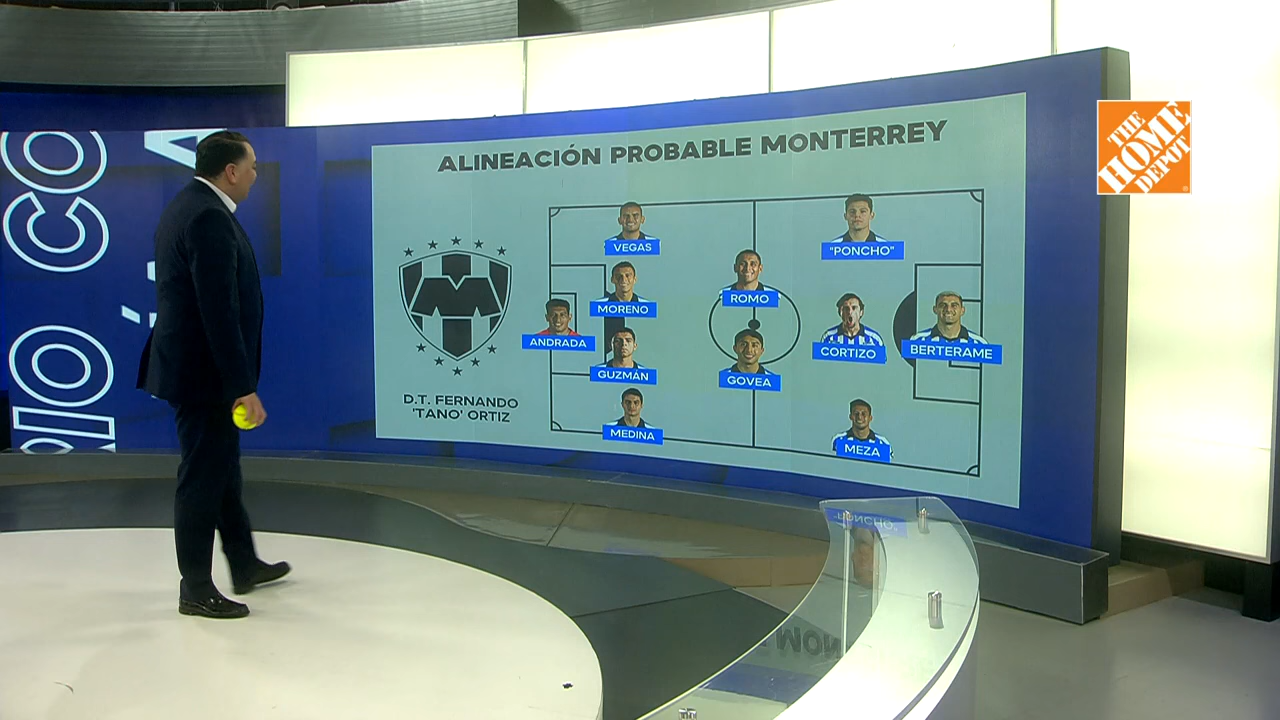 ALINEACIÓN PROBABLE MONTERREY
THE
HOME
DEPOT
VEGAS
"PONCHO"
MORENO
ROMO
ANDRADA
CORTIZO
BERTERAME
GUZMÁN
GOVEA
D.T. FERNANDO
'TANO' ORTIZ
MEDINA
MEZA